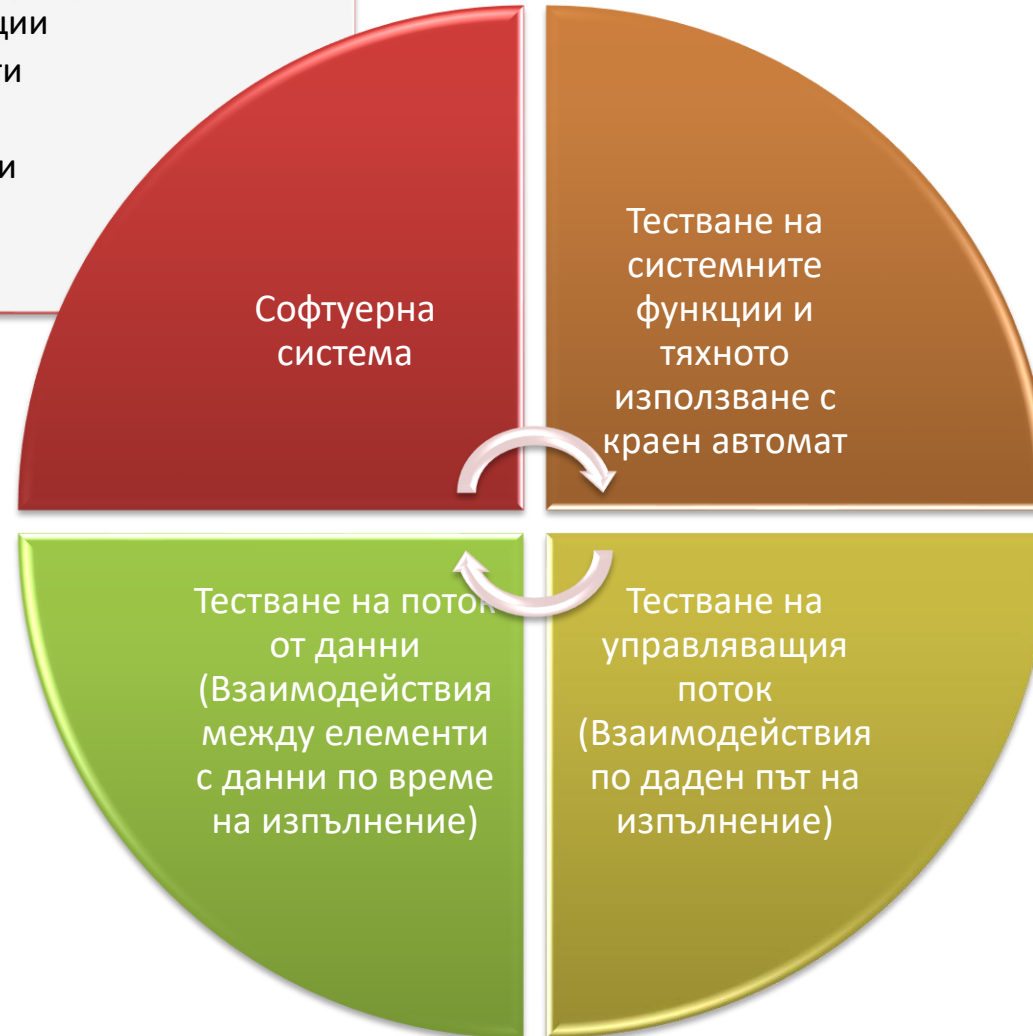 Софтуерна
система
Тестване на
системните
функции и
тяхното
използване с
краен автомат
Тестване на поток
от данни
(Взаимодействия
между елементи
с данни по време
на изпълнение)
Тестване на
управляващия
поток
(Взаимодействия
по даден път на
изпълнение)